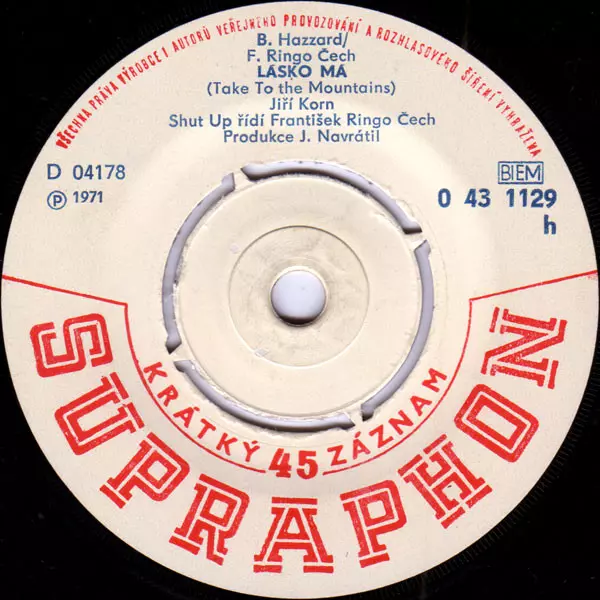 VŠECHNA PRÁVA VÝROBCE I AUTORŮ VEŘEJNÉHO PROVOZOVÁNÍ A ROZHLASOVÉHO ŠÍŘENÍ VYHRAŽENA
B. Hazzard/
F. Ringo Čech
LÁSKO MÁ
(Take To the Mountains)
Jiří Korn
Shut Up řídí František Ringo Čech
Produkce J. Navrátil
D 04178
℗ 1971
BIEM
0 43 1129
h
KRÁTKÝ 45 ZÁZNAM
SUPRAPHON